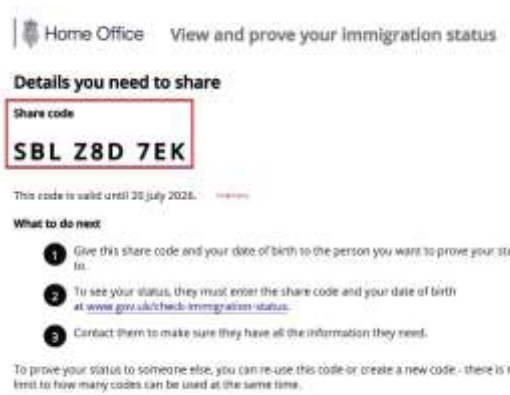 Home Office View and prove your immigration status
Details you need to share
Share code
SBL Z8D 7EK
This code is valid until 20 July 2026.
What to do next
1 Give this share code and your date of birth to the person you want to prove your
to.
2 To see your status, they must enter the share code and your date of birth
at www.gov.uk/check-immigration-status.
3 Contact them to make sure they have all the information they need.
To prove your status to someone else, you can re-use this code or create a new code - there is
limit to how many codes can be used at the same time.